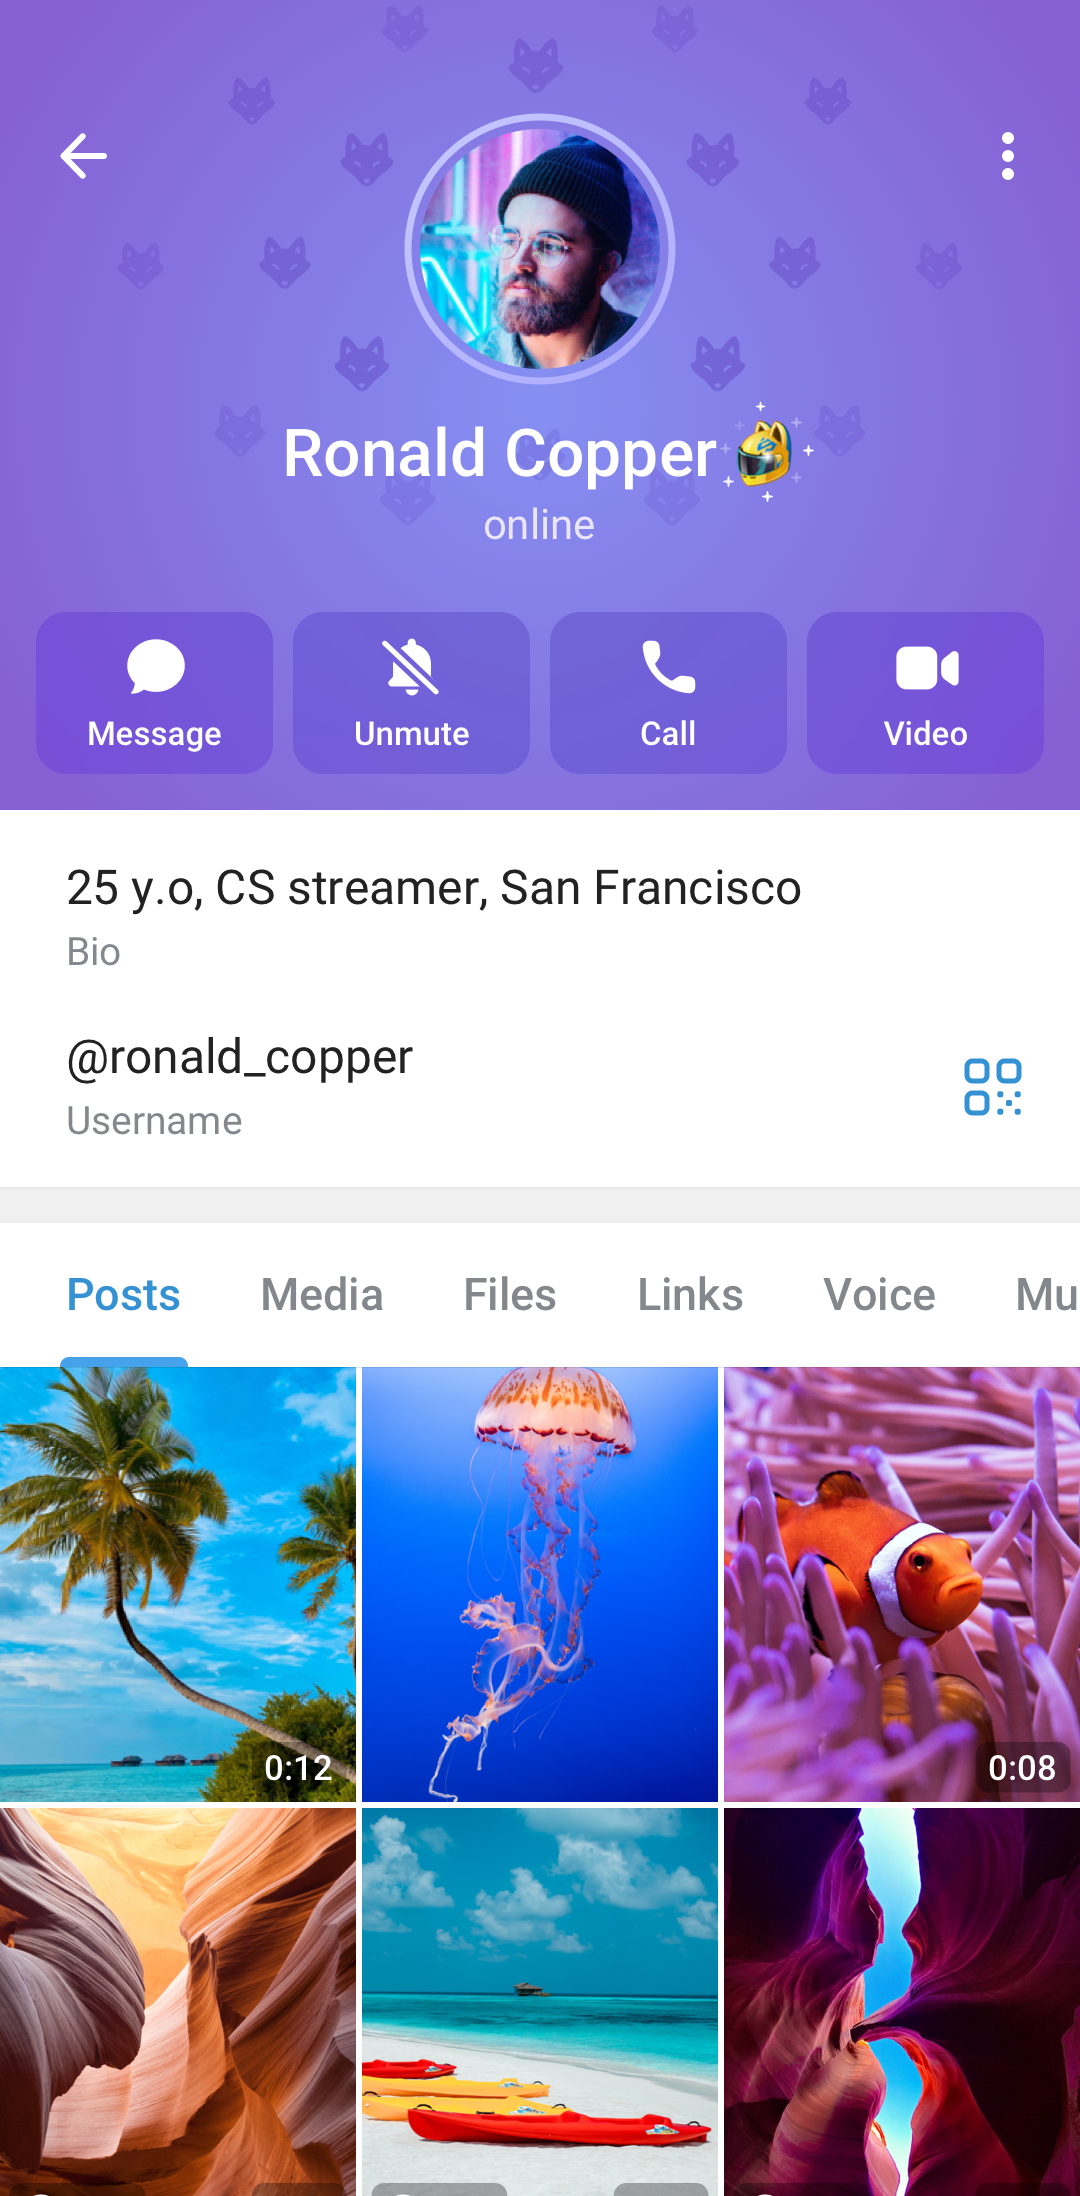 Ronald Copper
online
Message
Unmute
Call
Video
25 y.o, CS streamer, San Francisco
Bio
@ronald_copper
Username
Posts
Media
Files
Links
Voice
Mu
0:12
0:08